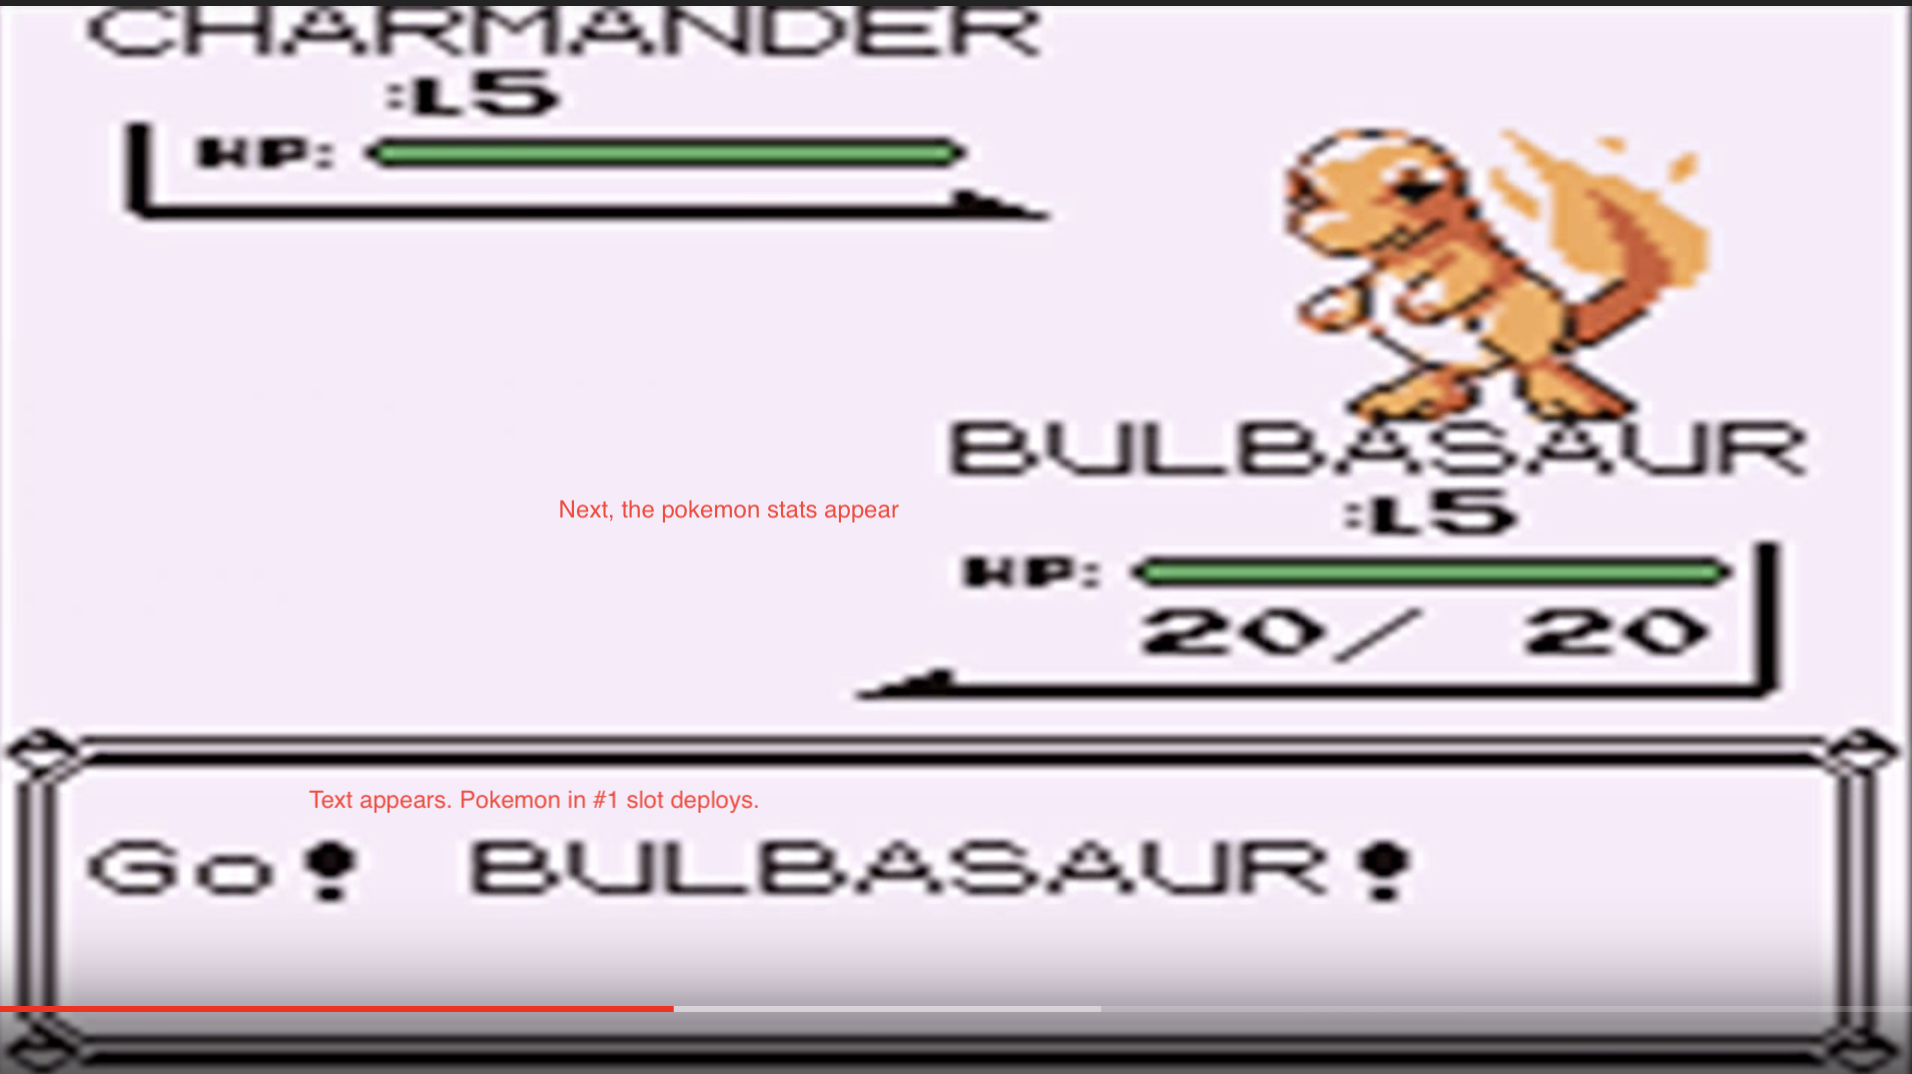 CHARMANDER
:L5
HP:
BULBASAUR
Next, the pokemon stats appear
:L5
HP:
20/ 20
Text appears. Pokemon in #1 slot deploys.
Go! BULBASAUR!